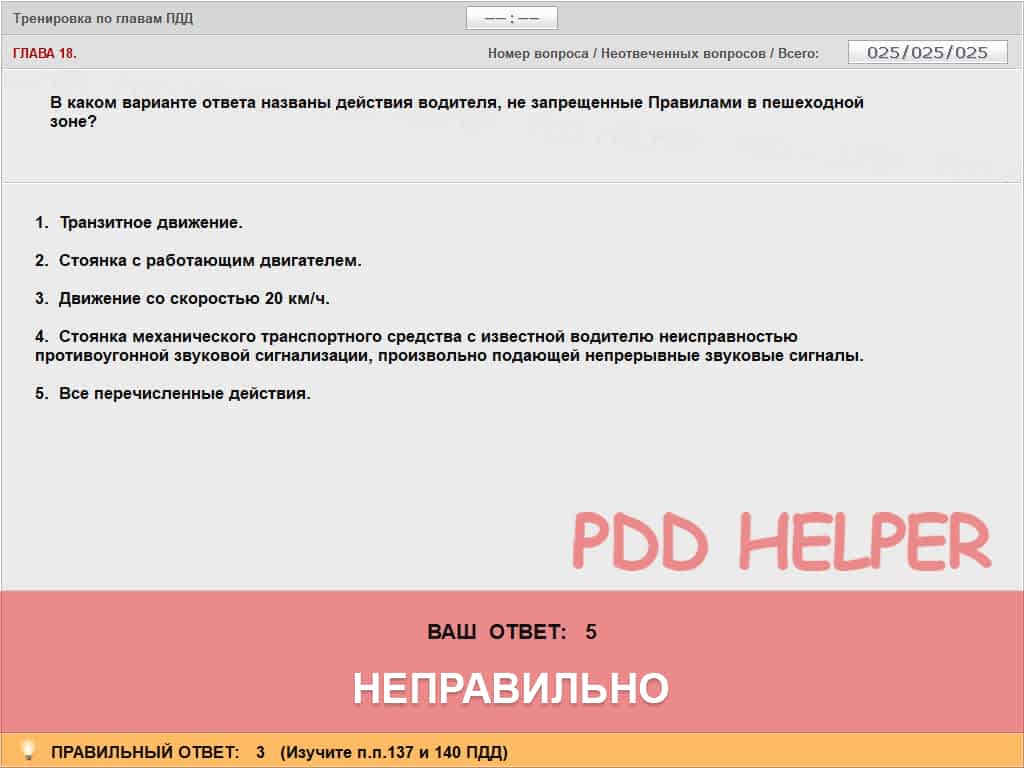 Тренировка по главам ПДД
––:––
ГЛАВА 18.
Номер вопроса / Неотвеченных вопросов / Всего:
025/025/025
В каком варианте ответа названы действия водителя, не запрещенные Правилами в пешеходной
зоне?
1. Транзитное движение.
2. Стоянка с работающим двигателем.
3. Движение со скоростью 20 км/ч.
4. Стоянка механического транспортного средства с известной водителю неисправностью
противоугонной звуковой сигнализации, произвольно подающей непрерывные звуковые сигналы.
5. Все перечисленные действия.
PDD HELPER
ВАШ ОТВЕТ: 5
НЕПРАВИЛЬНО
ПРАВИЛЬНЫЙ ОТВЕТ: 3 (Изучите п.п.137 и 140 ПДД)